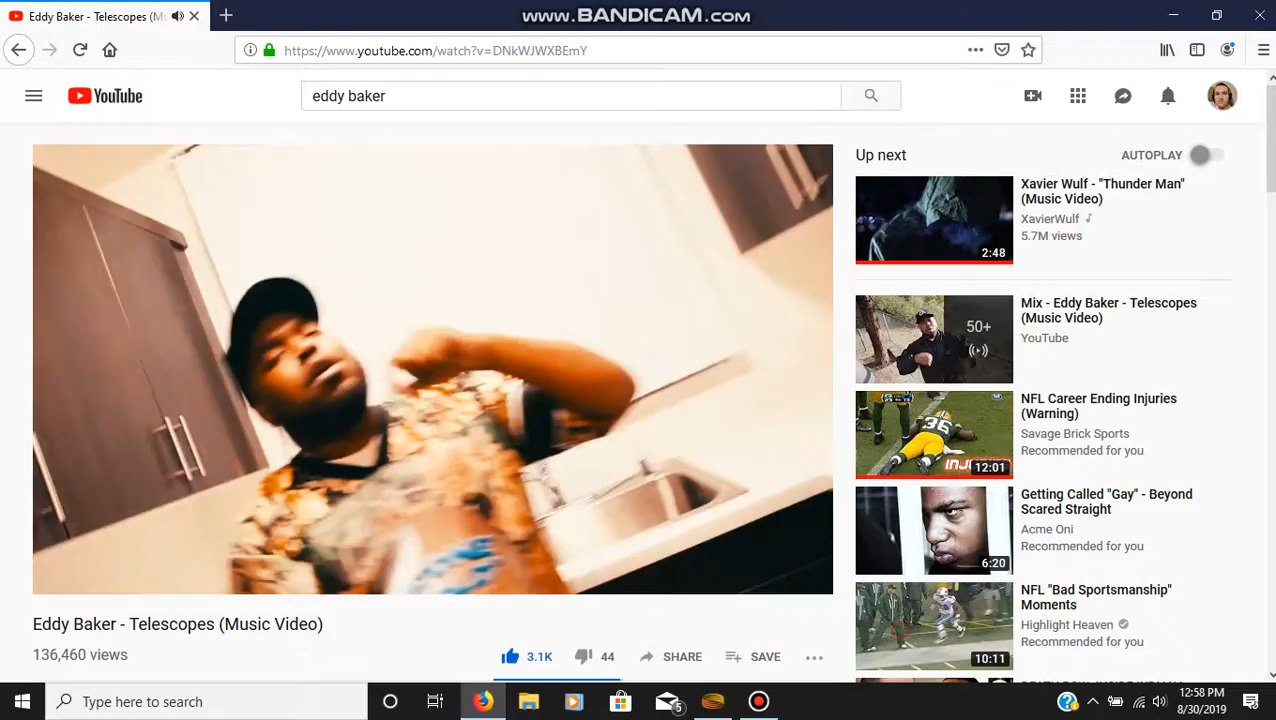 Eddy Baker - Telescopes (Mu
www.BANDICAM.com
https://www.youtube.com/watch?v=DNkWJWXBEmY
YouTube
eddy baker
Up next
AUTOPLAY
Xavier Wulf - "Thunder Man"
(Music Video)
XavierWulf
5.7M views
2:48
Mix - Eddy Baker - Telescopes
(Music Video)
YouTube
50+
NFL Career Ending Injuries
(Warning)
Savage Brick Sports
Recommended for you
36
12:01
Getting Called "Gay" - Beyond
Scared Straight
Acme Oni
Recommended for you
6:20
NFL "Bad Sportsmanship"
Moments
Highlight Heaven
Recommended for you
10:11
Eddy Baker - Telescopes (Music Video)
136,460 views
3.1K
44
SHARE
SAVE
Type here to search
5
12:58 PM
8/30/2019